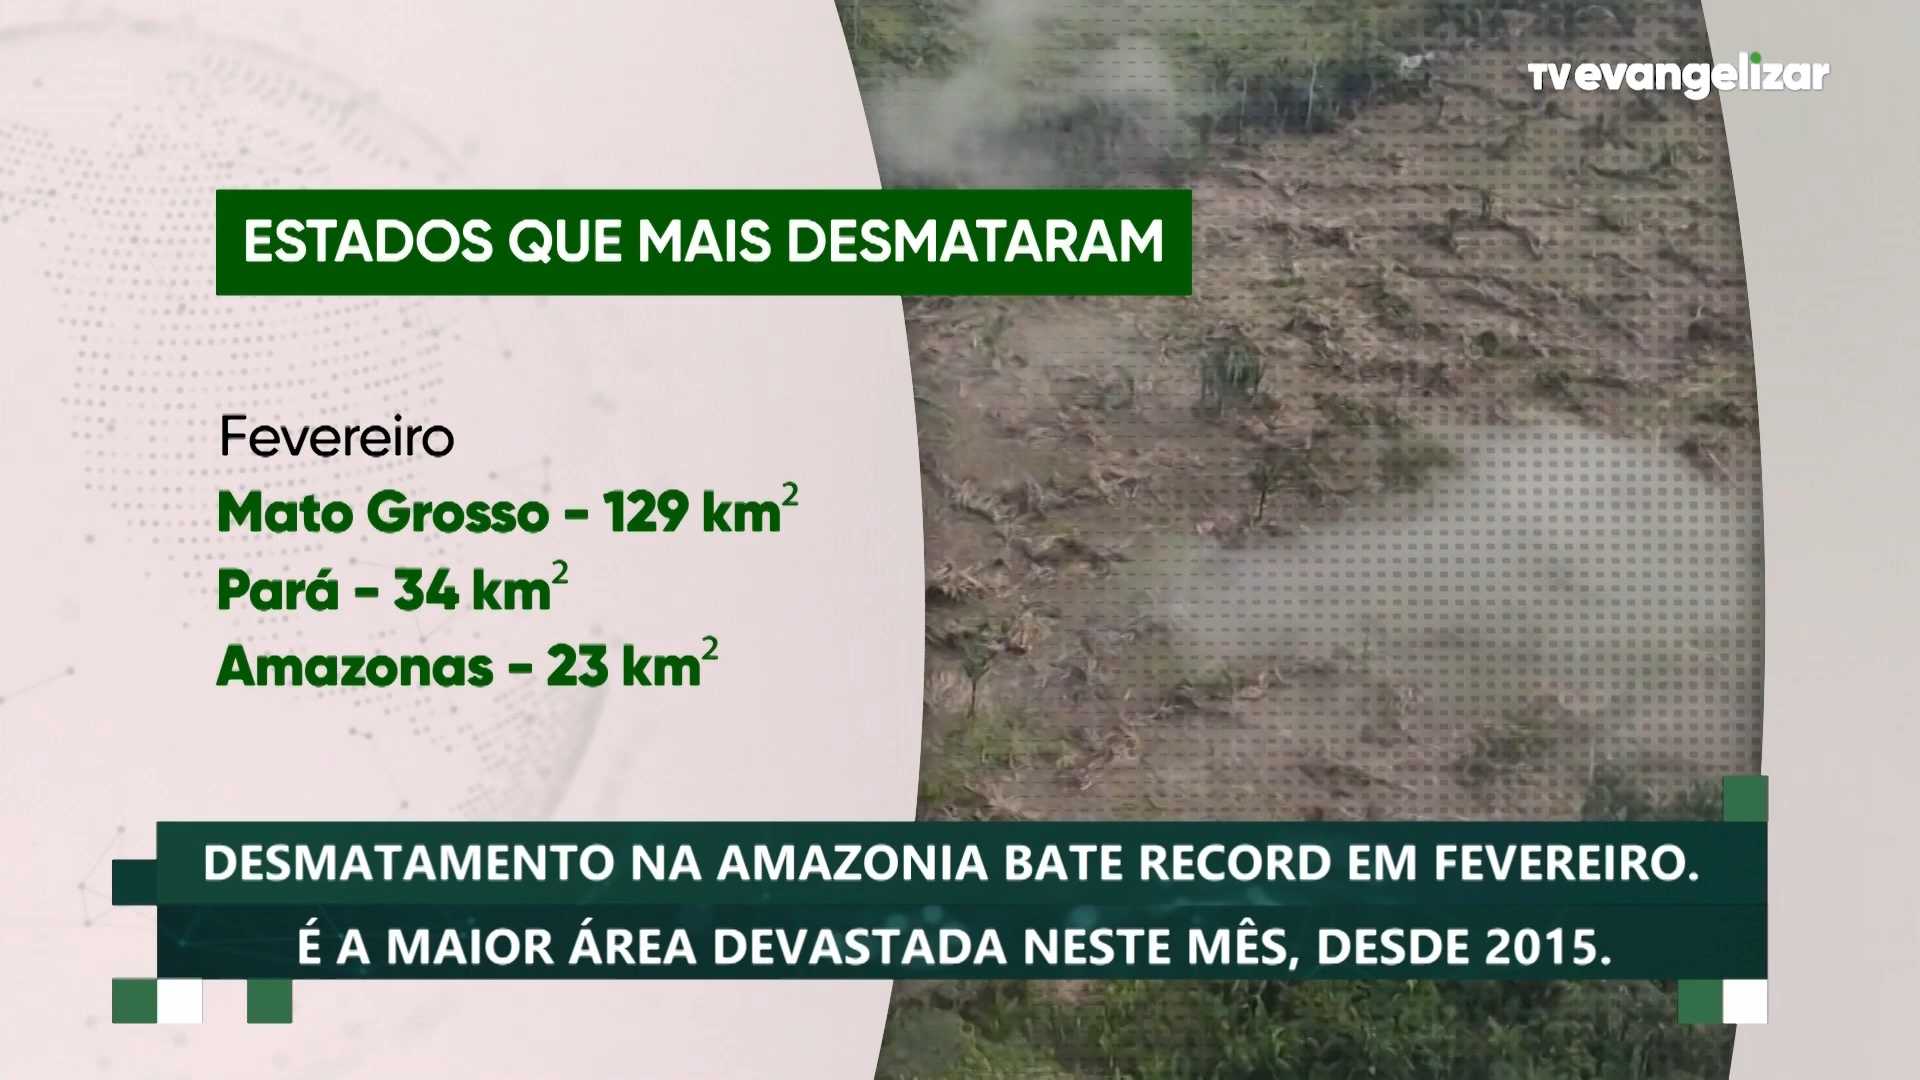 TVevangelizar
ESTADOS QUE MAIS DESMATARAM
Fevereiro
Mato Grosso - 129 km²
Pará - 34 km²
Amazonas - 23 km²
DESMATAMENTO NA AMAZONIA BATE RECORD EM FEVEREIRO.
É A MAIOR ÁREA DEVASTADA NESTE MÊS, DESDE 2015.